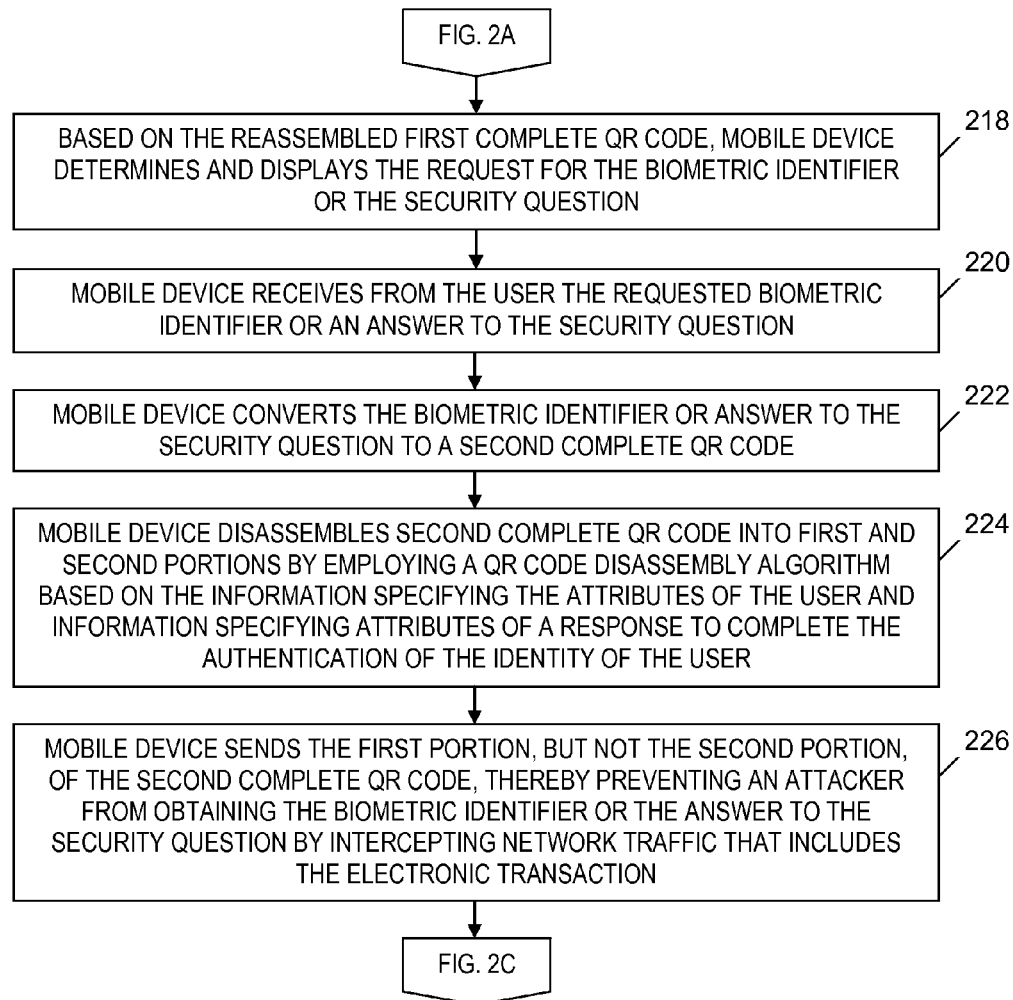 FIG. 2A
BASED ON THE REASSEMBLED FIRST COMPLETE QR CODE, MOBILE DEVICE
DETERMINES AND DISPLAYS THE REQUEST FOR THE BIOMETRIC IDENTIFIER
OR THE SECURITY QUESTION
218
MOBILE DEVICE RECEIVES FROM THE USER THE REQUESTED BIOMETRIC
IDENTIFIER OR AN ANSWER TO THE SECURITY QUESTION
220
MOBILE DEVICE CONVERTS THE BIOMETRIC IDENTIFIER OR ANSWER TO THE
SECURITY QUESTION TO A SECOND COMPLETE QR CODE
222
MOBILE DEVICE DISASSEMBLES SECOND COMPLETE QR CODE INTO FIRST AND
SECOND PORTIONS BY EMPLOYING A QR CODE DISASSEMBLY ALGORITHM
BASED ON THE INFORMATION SPECIFYING THE ATTRIBUTES OF THE USER AND
INFORMATION SPECIFYING ATTRIBUTES OF A RESPONSE TO COMPLETE THE
AUTHENTICATION OF THE IDENTITY OF THE USER
224
MOBILE DEVICE SENDS THE FIRST PORTION, BUT NOT THE SECOND PORTION,
OF THE SECOND COMPLETE QR CODE, THEREBY PREVENTING AN ATTACKER
FROM OBTAINING THE BIOMETRIC IDENTIFIER OR THE ANSWER TO THE
SECURITY QUESTION BY INTERCEPTING NETWORK TRAFFIC THAT INCLUDES
THE ELECTRONIC TRANSACTION
226
FIG. 2C